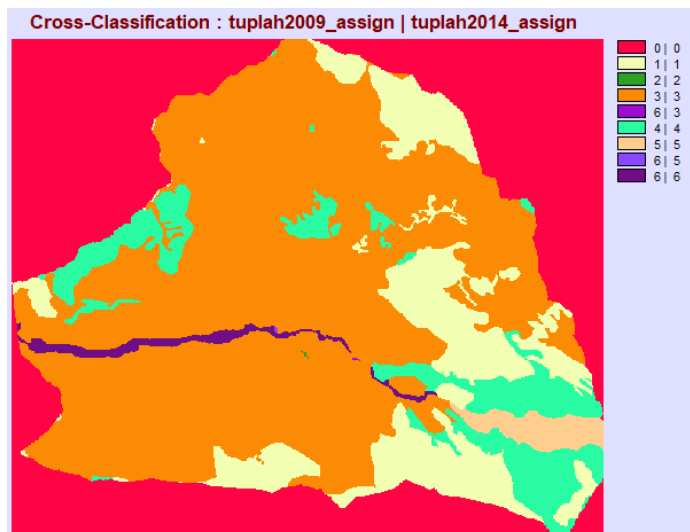 Cross-Classification : tuplah2009_assign | tuplah2014_assign
0 | 0
1 | 1
2 | 2
3 | 3
6 | 3
4 | 4
5 | 5
6 | 5
6 | 6